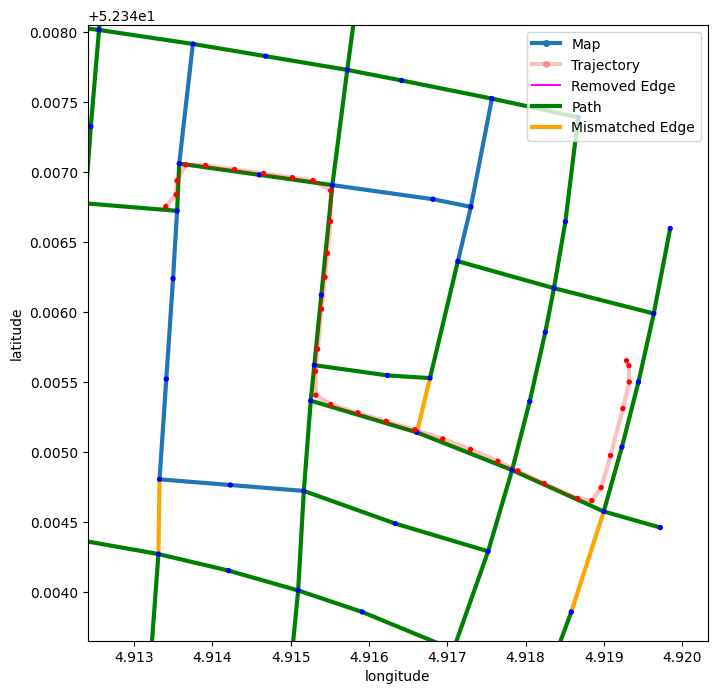 +5.234e1
0.0080
0.0075
0.0070
0.0065
0.0060
0.0055
0.0050
0.0045
0.0040
latitude
Map
Trajectory
Removed Edge
Path
Mismatched Edge
4.913 4.914 4.915 4.916 4.917 4.918 4.919 4.920
longitude